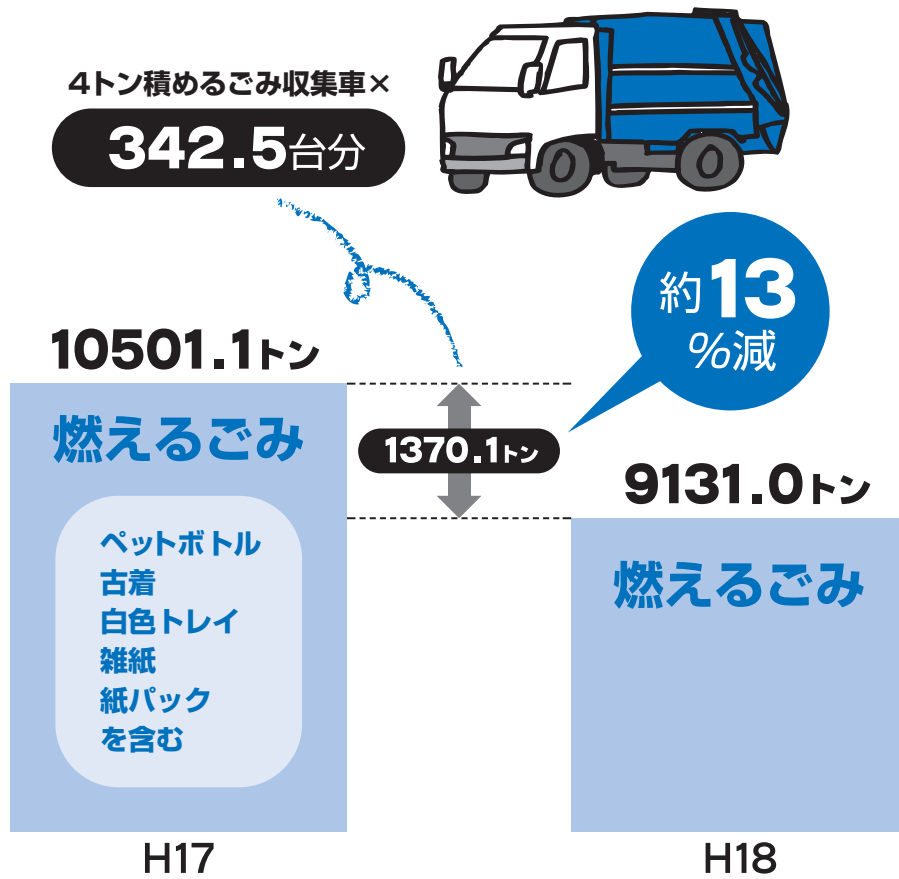 4トン積めるごみ収集車×
342.5台分
約13
%減
10501.1トン
燃えるごみ
1370.1トン
9131.0トン
ペットボトル
古着
白色トレイ
雑紙
紙パック
を含む
燃えるごみ
H17
H18